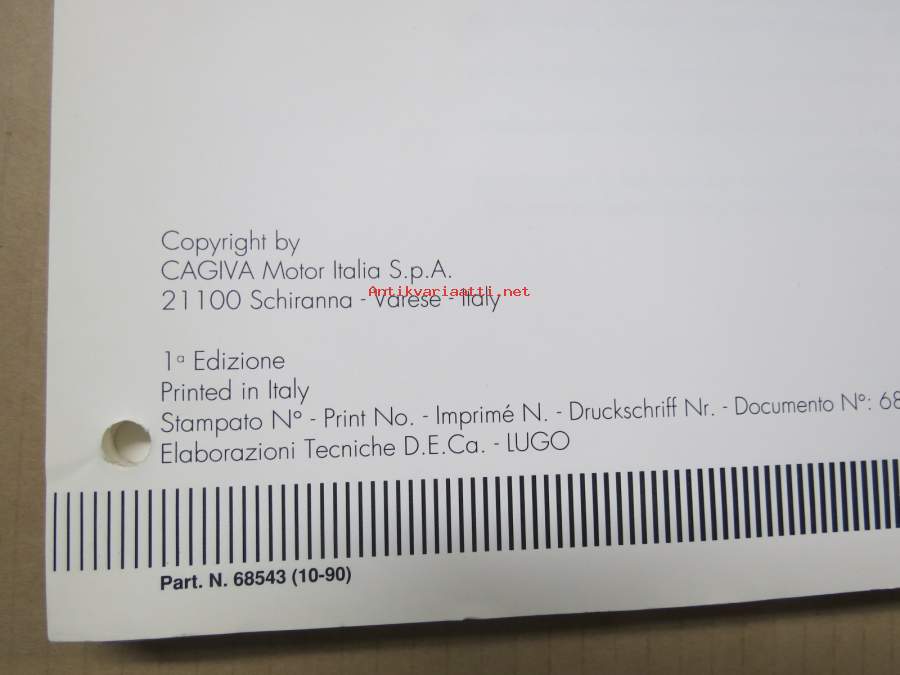 Copyright by
CAGIVA Motor Italia S.p.A.
21100 Schiranna - Varese - Italy
Antikvariaatti.net
1ª Edizione
Printed in Italy
Stampato N° - Print No. - Imprimé N. - Druckschriff Nr. - Documento N°: 68
Elaborazioni Tecniche D.E.Ca. - LUGO
Part. N. 68543 (10-90)